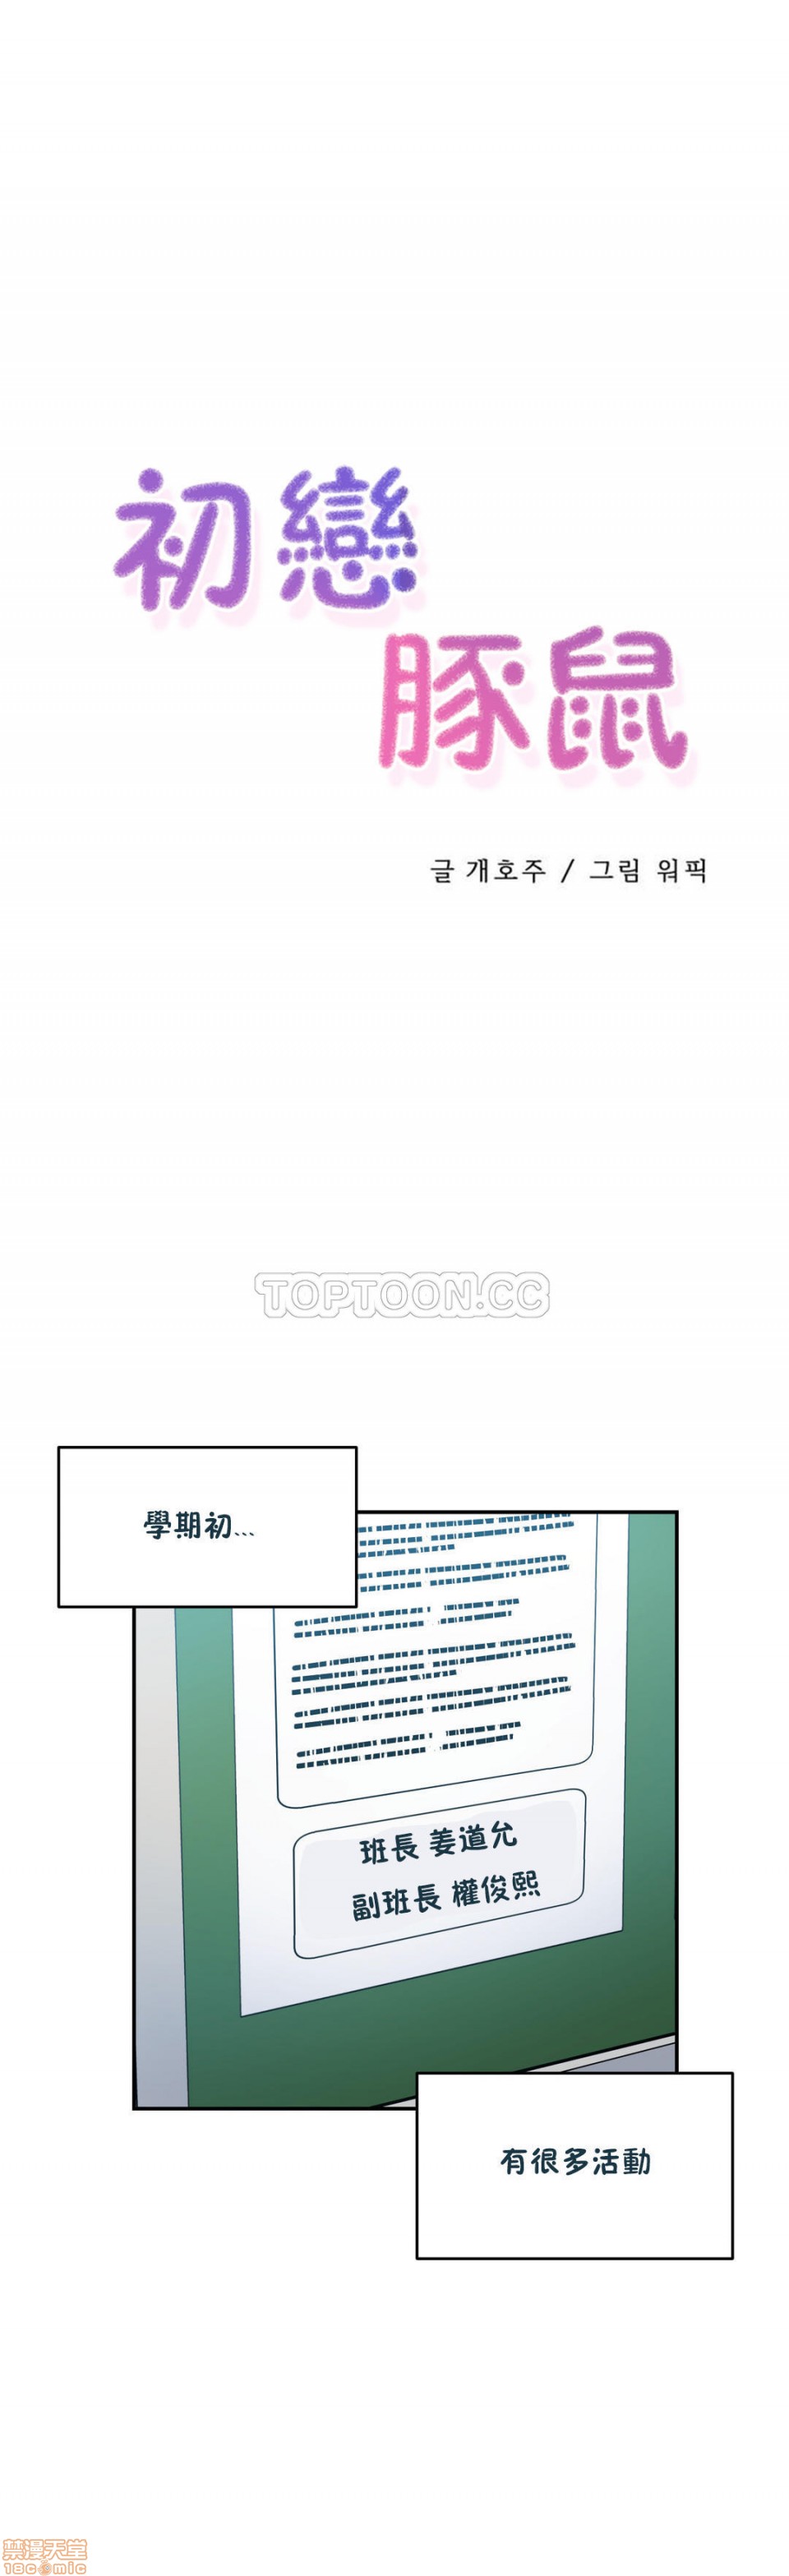 初戀
豚鼠
글 개호주 / 그림 워픽
TOPTOON.CC
學期初...
班長 姜道允
副班長 權俊熙
有很多活動
禁漫天堂
18comic